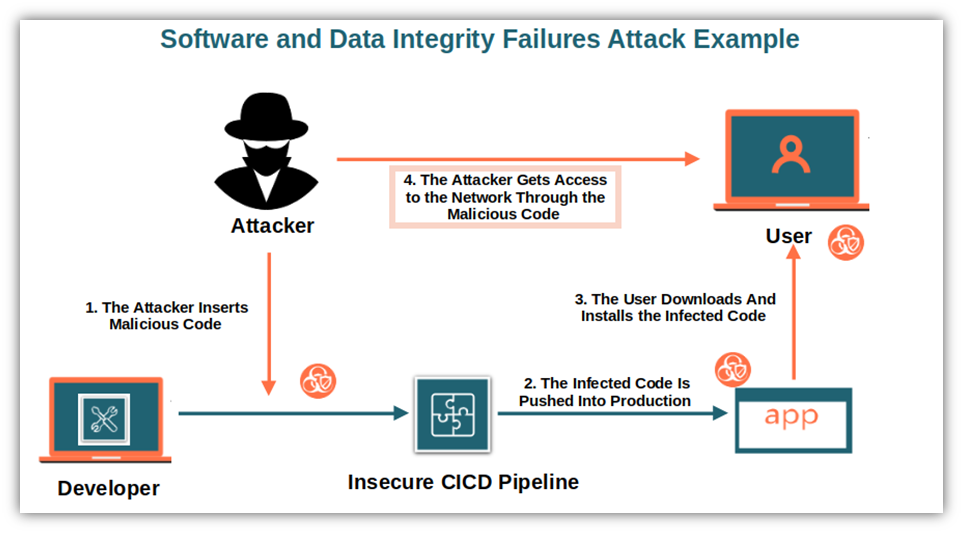 Software and Data Integrity Failures Attack Example
4. The Attacker Gets Access
to the Network Through the
Malicious Code
Attacker
User
1. The Attacker Inserts
Malicious Code
3. The User Downloads And
Installs the Infected Code
2. The Infected Code Is
Pushed Into Production
app
Developer
Insecure CICD Pipeline